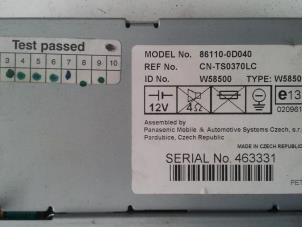 Test passed
3 4 5 6 7 8 9 10
MODEL No. 86110-0D040
REF No. CN-TS0370LC
ID No. W58500 TYPE: W5850
12V 4Ω e13
Assembled by
Panasonic Mobile & Automotive Systems Czech, s.r.
Pardubice, Czech Republic
MADE IN CZECH REPUBLIC
SERIAL No. 463331